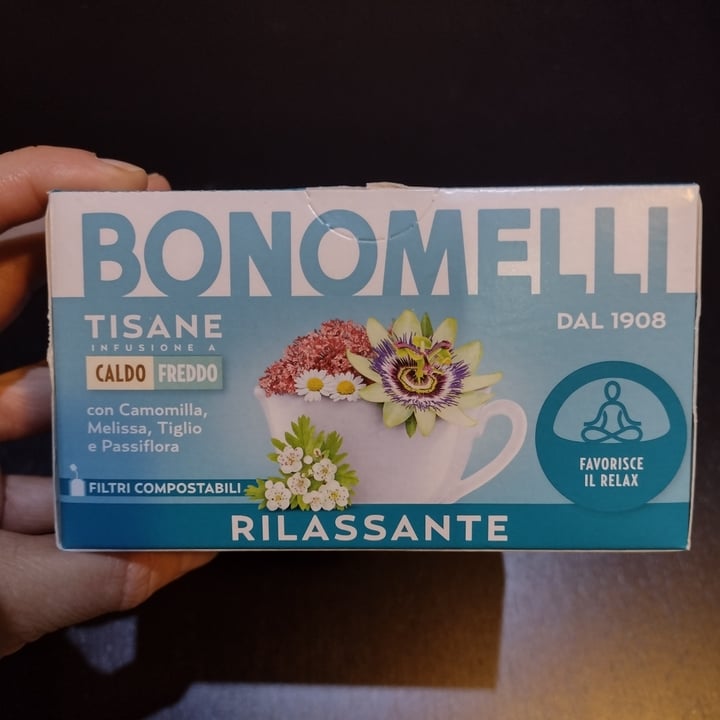 BONOMELLI
TISANE
INFUSIONE A
CALDO FREDDO
con Camomilla,
Melissa, Tiglio
e Passiflora
FILTRI COMPOSTABILI
DAL 1908
FAVORISCE
IL RELAX
RILASSANTE